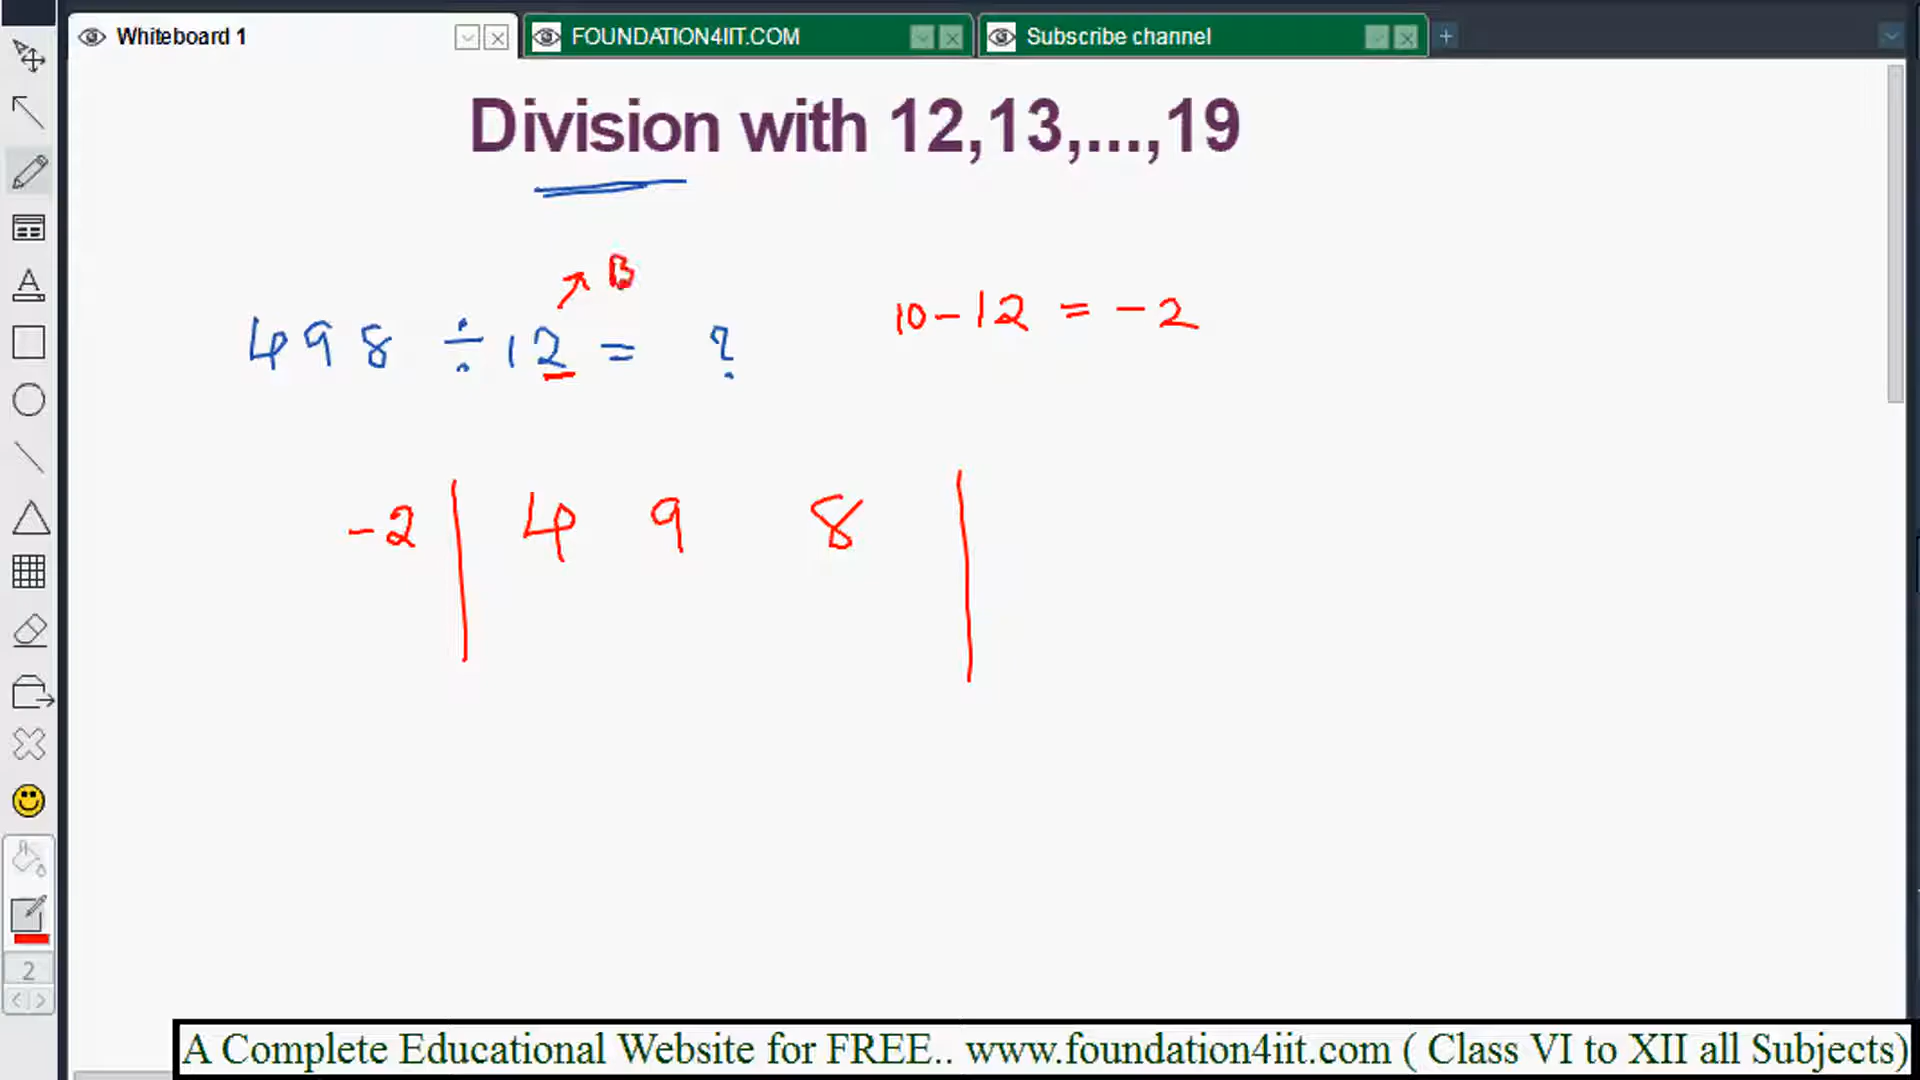 Whiteboard 1
FOUNDATION4IIT.COM
Subscribe channel
Division with 12,13,...,19
B
498 ÷ 12 = ?
10 - 12 = -2
-2 | 4 9 8 |
2
A Complete Educational Website for FREE.. www.foundation4iit.com ( Class VI to XII all Subjects)